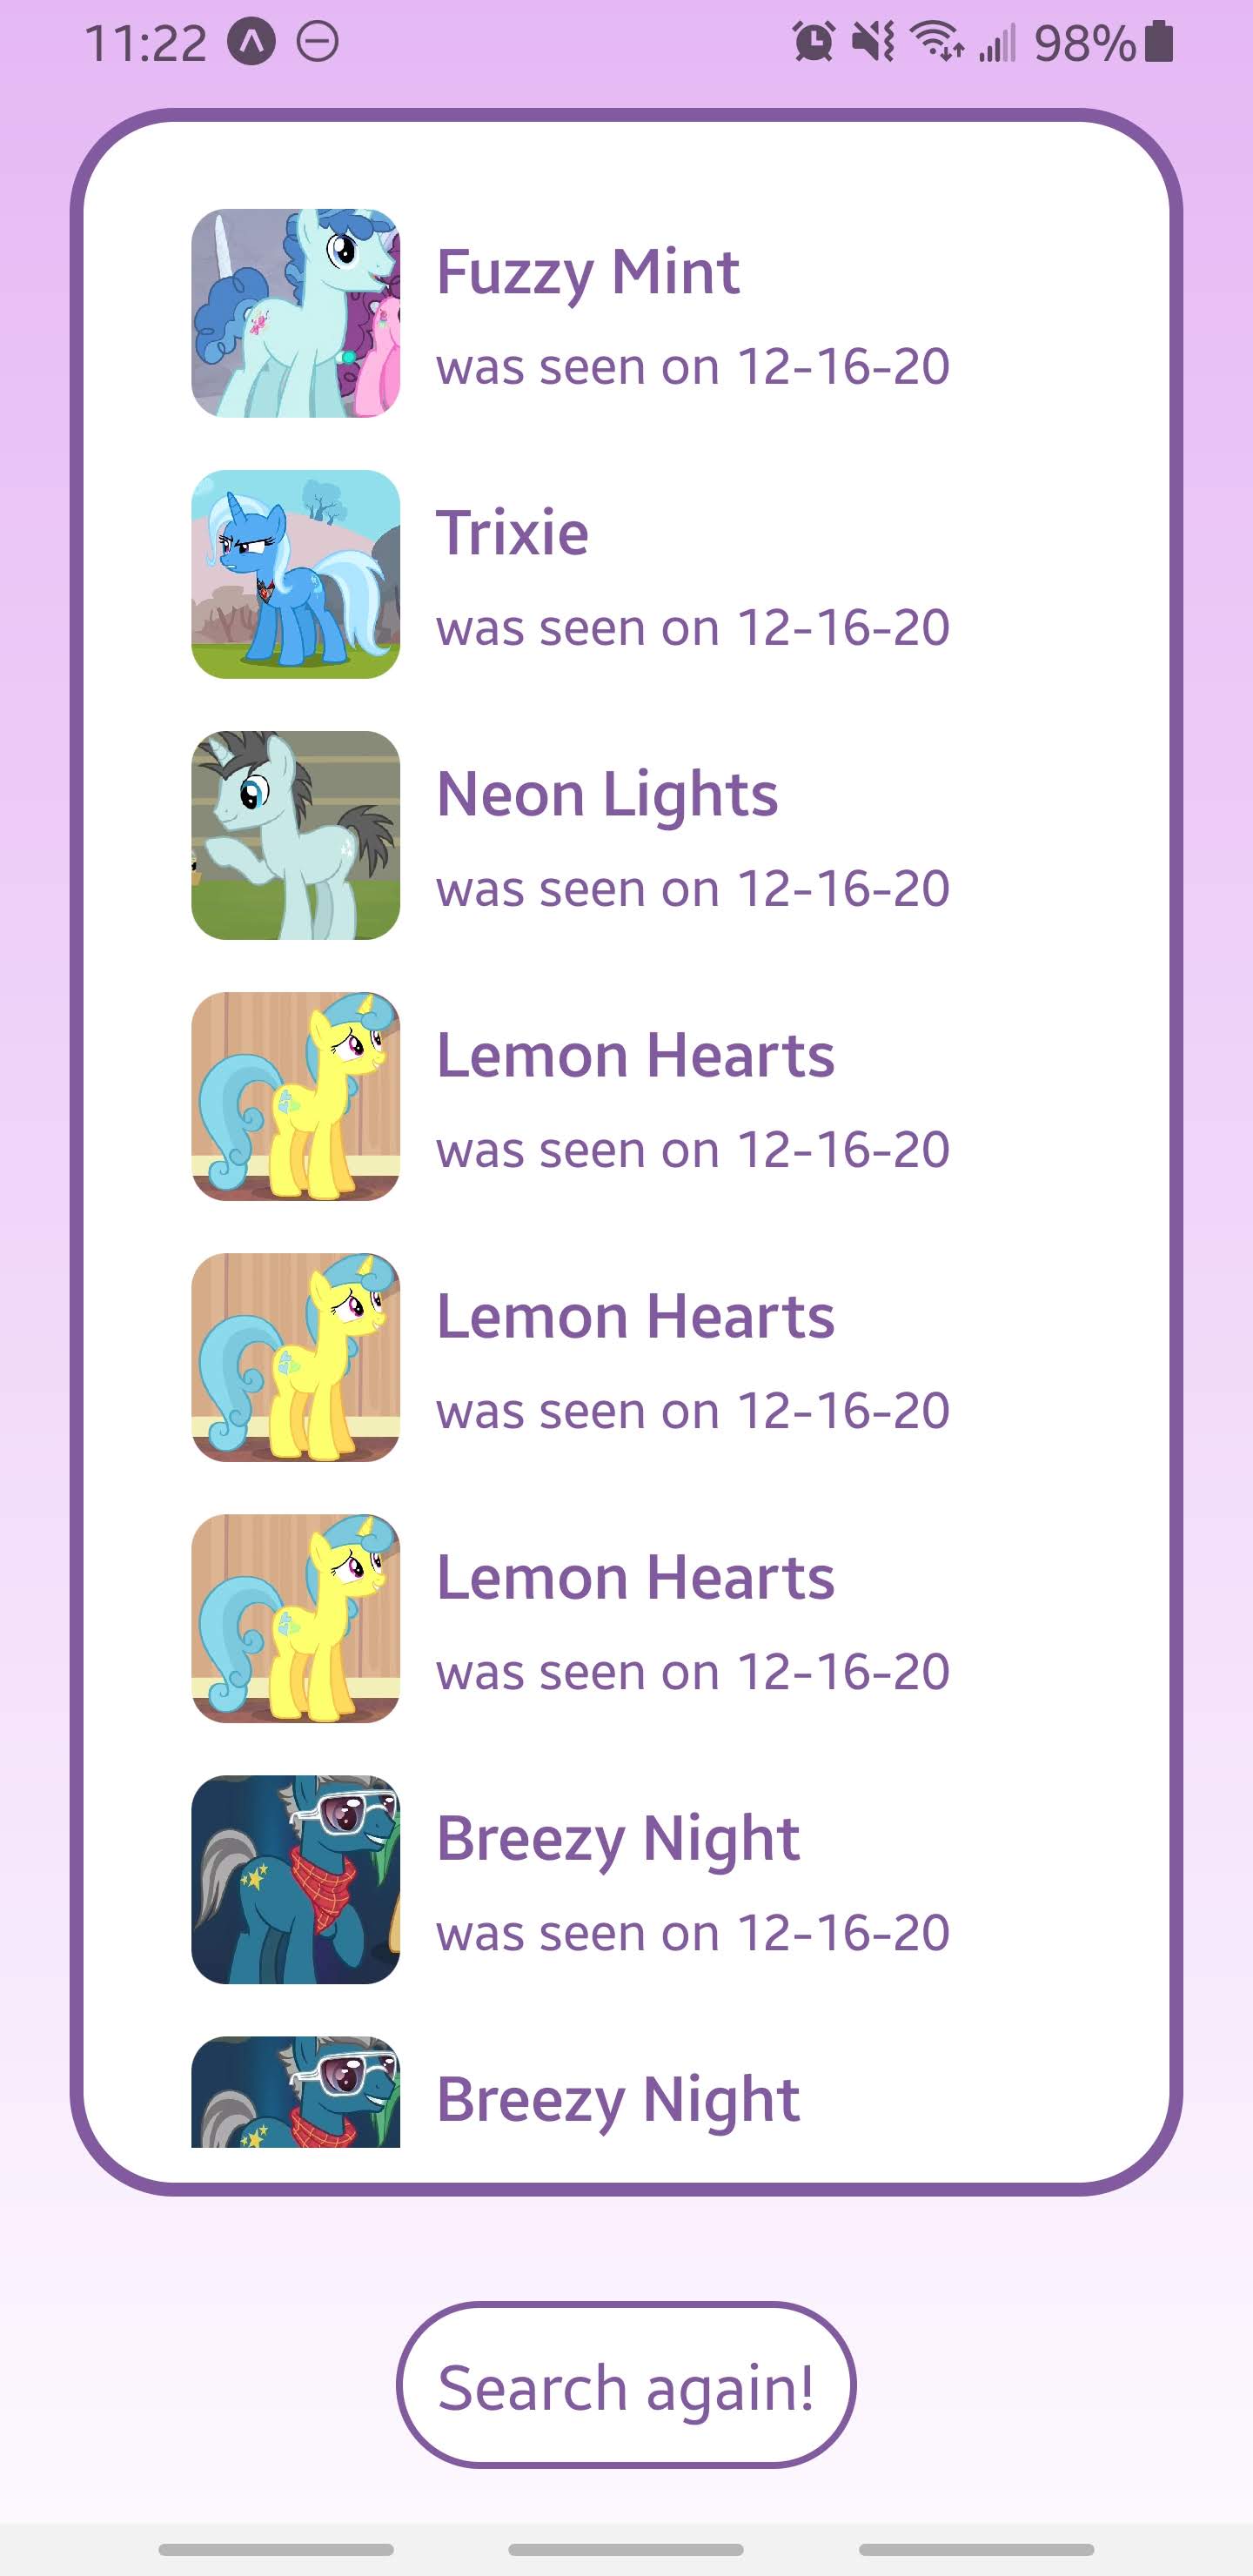 11:22
98%
Fuzzy Mint
was seen on 12-16-20
Trixie
was seen on 12-16-20
Neon Lights
was seen on 12-16-20
Lemon Hearts
was seen on 12-16-20
Lemon Hearts
was seen on 12-16-20
Lemon Hearts
was seen on 12-16-20
Breezy Night
was seen on 12-16-20
Breezy Night
Search again!